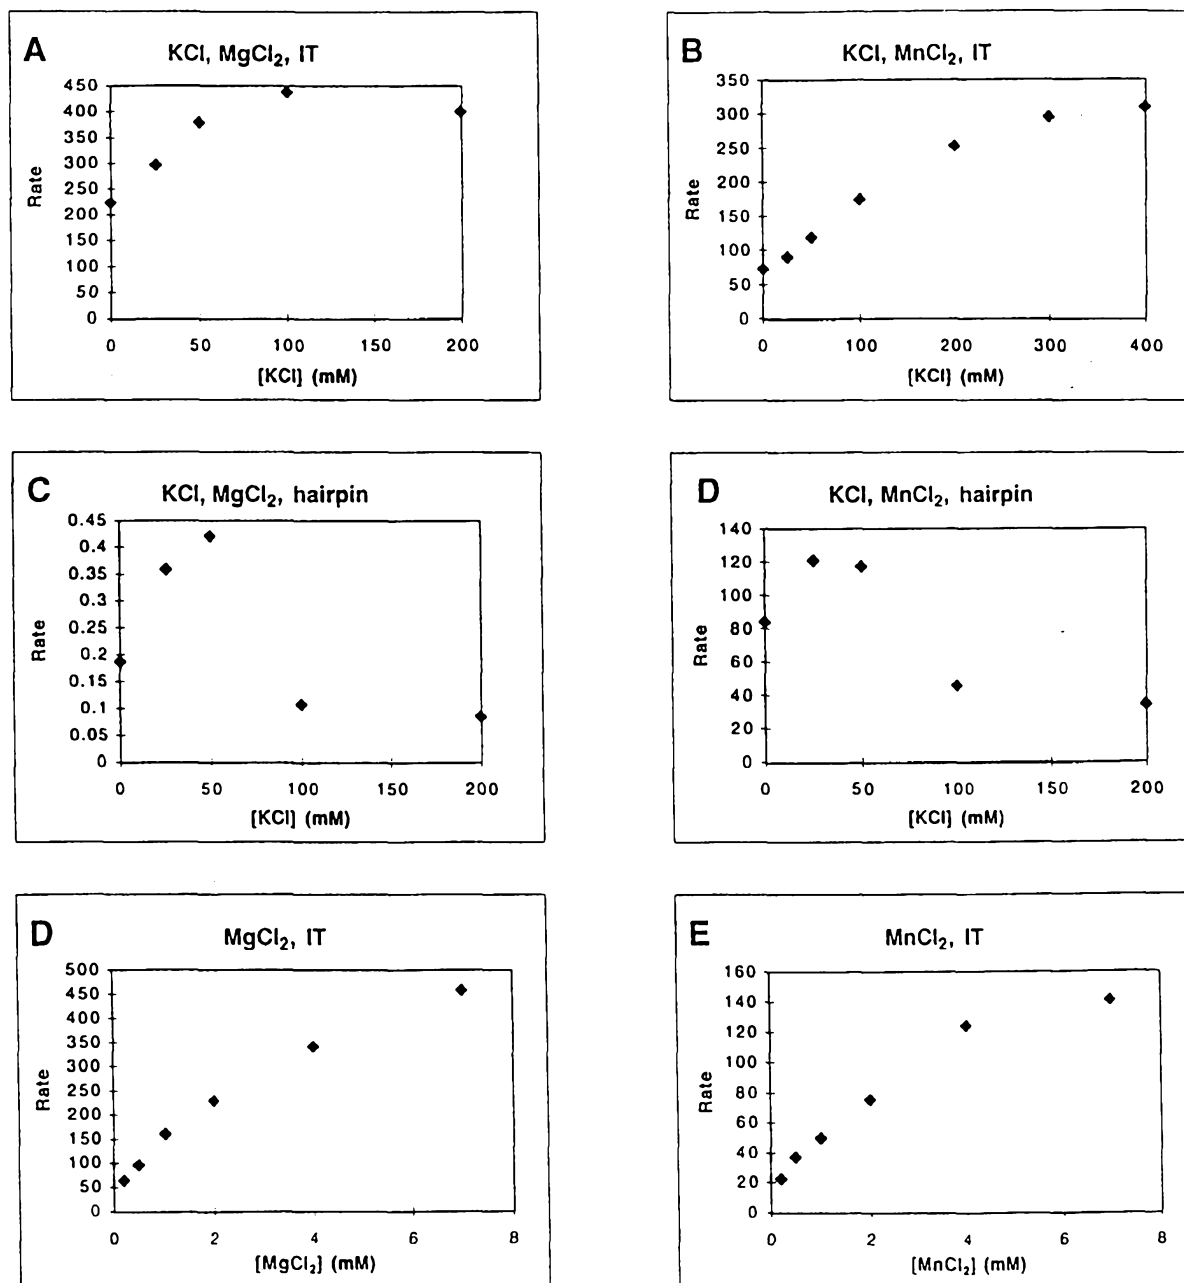 A
KCl, MgCl₂, IT
450
400
350
300
250
200
150
100
50
0
Rate
0 50 100 150 200
[KCl] (mM)
B
KCl, MnCl₂, IT
350
300
250
200
150
100
50
0
Rate
0 100 200 300 400
[KCl] (mM)
C
KCl, MgCl₂, hairpin
0.45
0.4
0.35
0.3
0.25
0.2
0.15
0.1
0.05
0
Rate
0 50 100 150 200
[KCl] (mM)
D
KCl, MnCl₂, hairpin
140
120
100
80
60
40
20
0
Rate
0 50 100 150 200
[KCl] (mM)
D
MgCl₂, IT
500
450
400
350
300
250
200
150
100
50
0
Rate
0 2 4 6 8
[MgCl₂] (mM)
E
MnCl₂, IT
160
140
120
100
80
60
40
20
0
Rate
0 2 4 6 8
[MnCl₂] (mM)